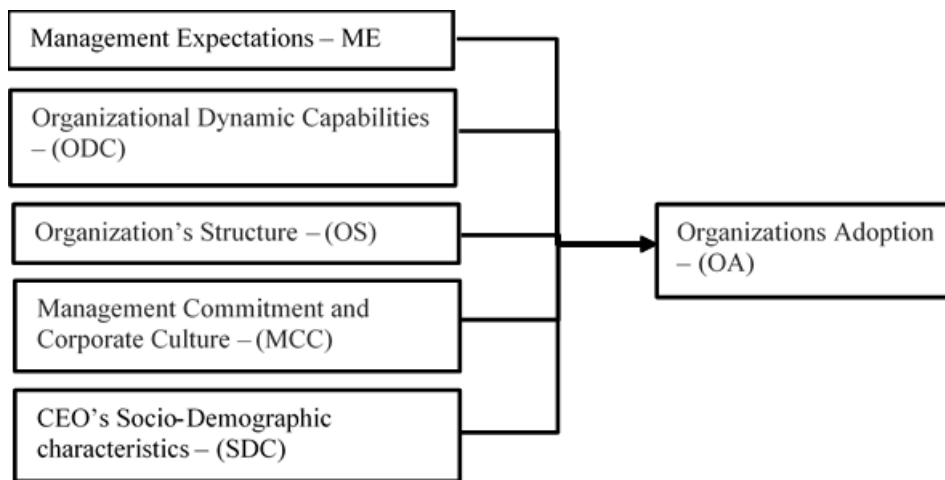 Management Expectations – ME
Organizational Dynamic Capabilities
– (ODC)
Organization’s Structure – (OS)
Management Commitment and
Corporate Culture – (MCC)
CEO’s Socio-Demographic
characteristics – (SDC)
Organizations Adoption
– (OA)